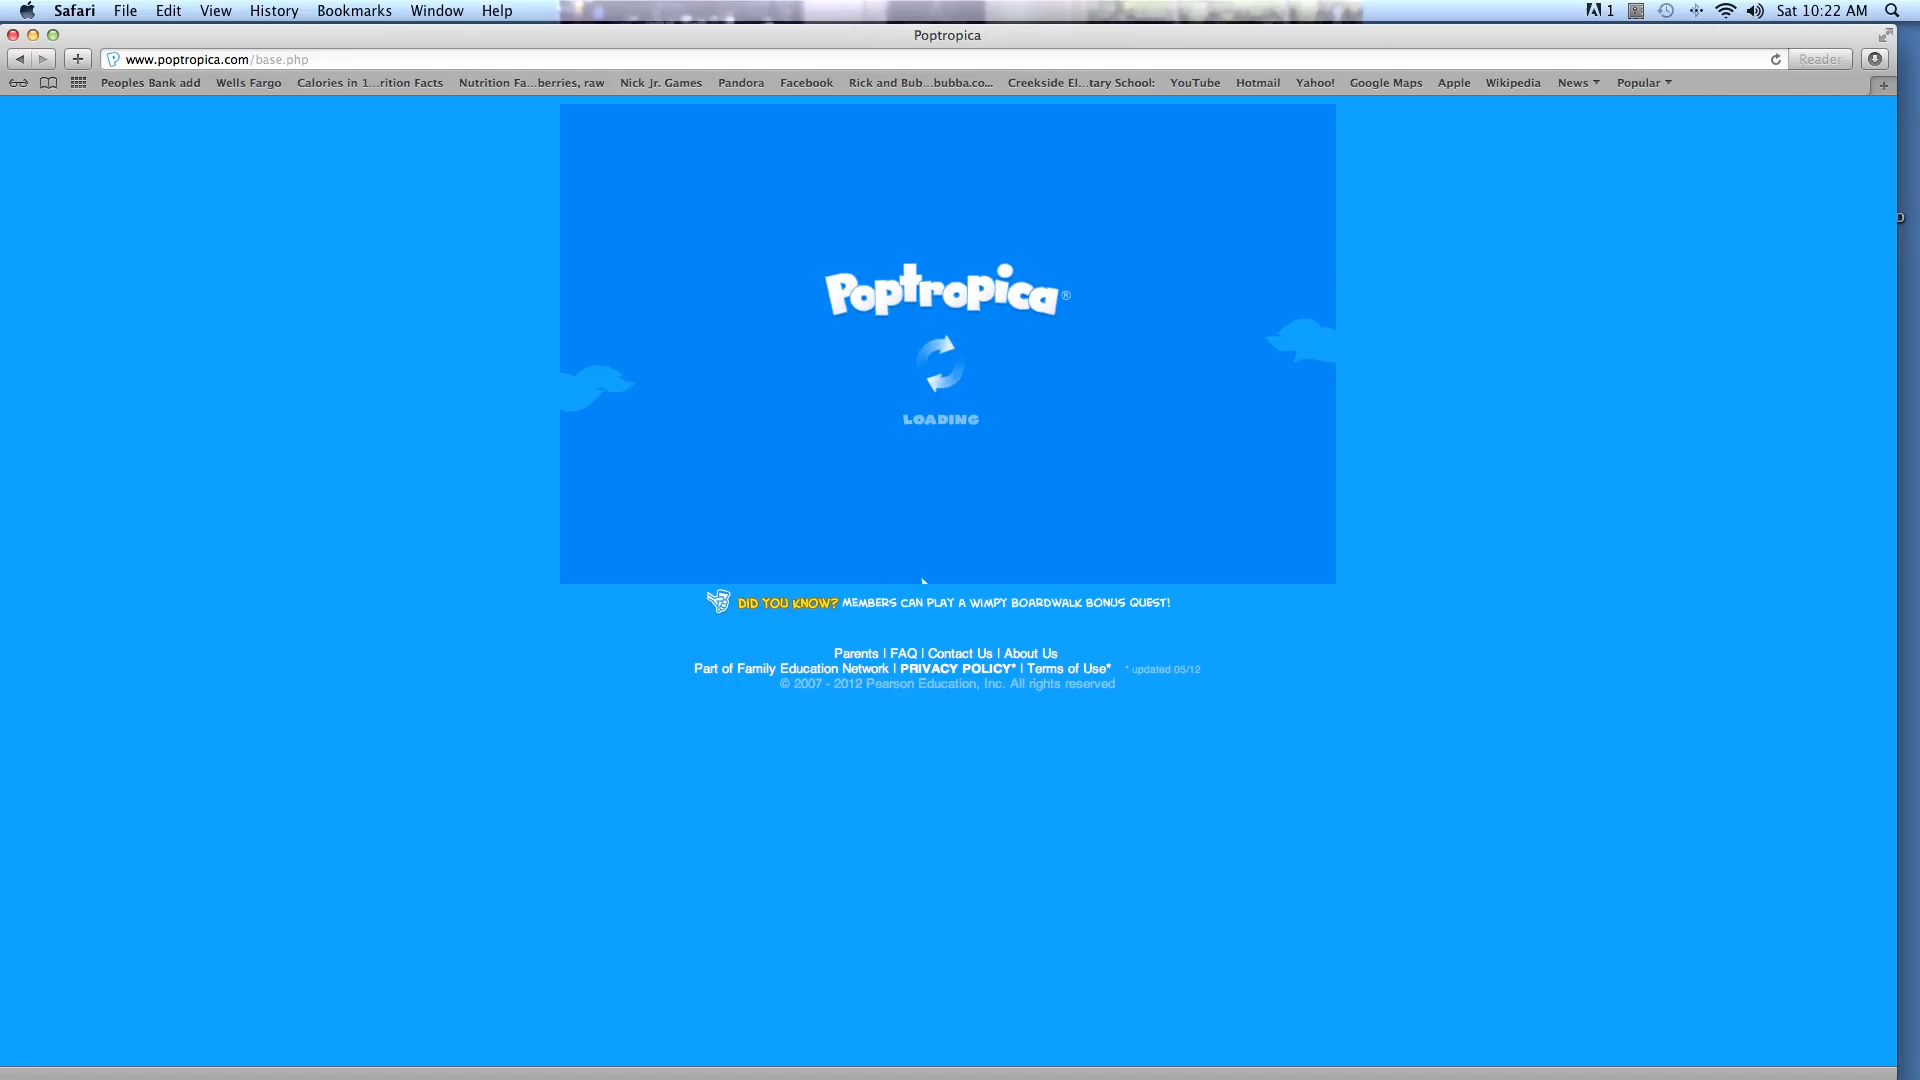 Safari File Edit View History Bookmarks Window Help 1 Sat 10:22 AM
Poptropica
www.poptropica.com/base.php Reader
Peoples Bank add Wells Fargo Calories in 1...rition Facts Nutrition Fa...berries, raw Nick Jr. Games Pandora Facebook Rick and Bub...bubba.co... Creekside El...tary School: YouTube Hotmail Yahoo! Google Maps Apple Wikipedia News Popular
Poptropica®
LOADING
DID YOU KNOW? MEMBERS CAN PLAY A WIMPY BOARDWALK BONUS QUEST!
Parents | FAQ | Contact Us | About Us
Part of Family Education Network | PRIVACY POLICY* | Terms of Use* * updated 05/12
© 2007 - 2012 Pearson Education, Inc. All rights reserved